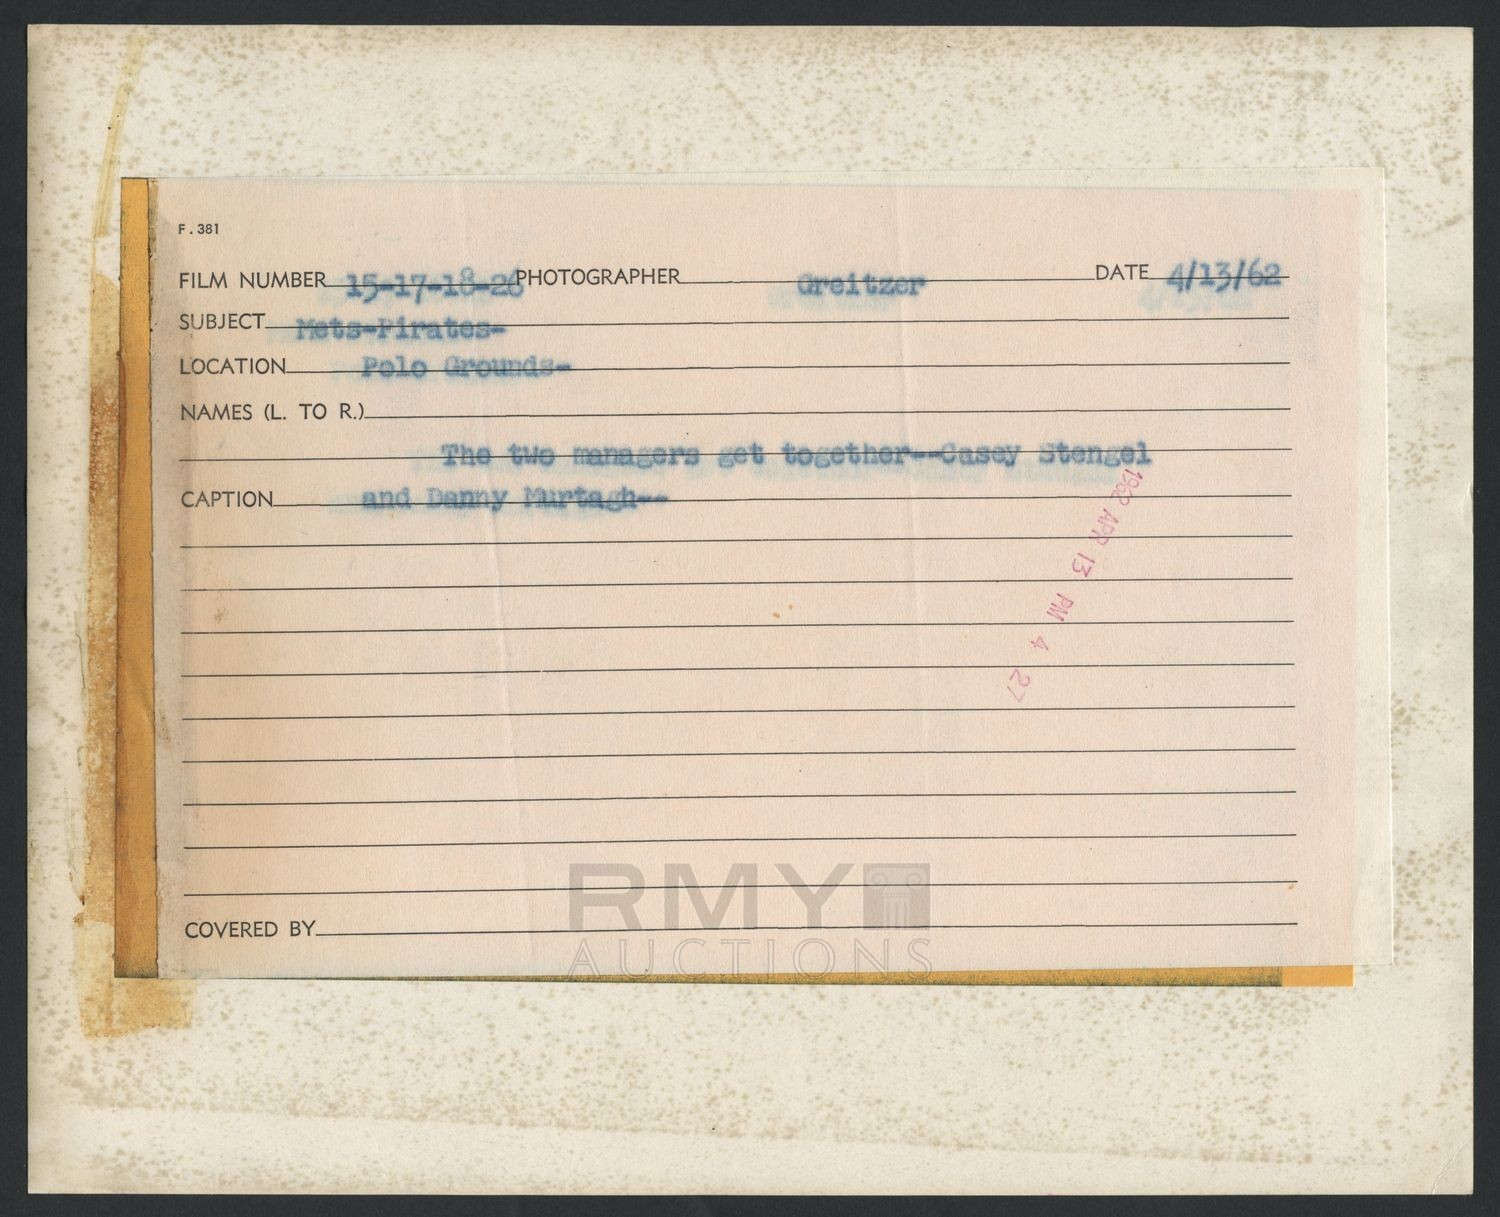 F. 381
FILM NUMBER 15-17-18-26 PHOTOGRAPHER Greitzer DATE 4/13/62
SUBJECT Mets-Pirates-
LOCATION Polo Grounds-
NAMES (L. TO R.)
The two managers get together--Casey Stengel
CAPTION and Danny Murtagh--
1962 APR 13 PM 4 27
COVERED BY
RMY
AUCTIONS